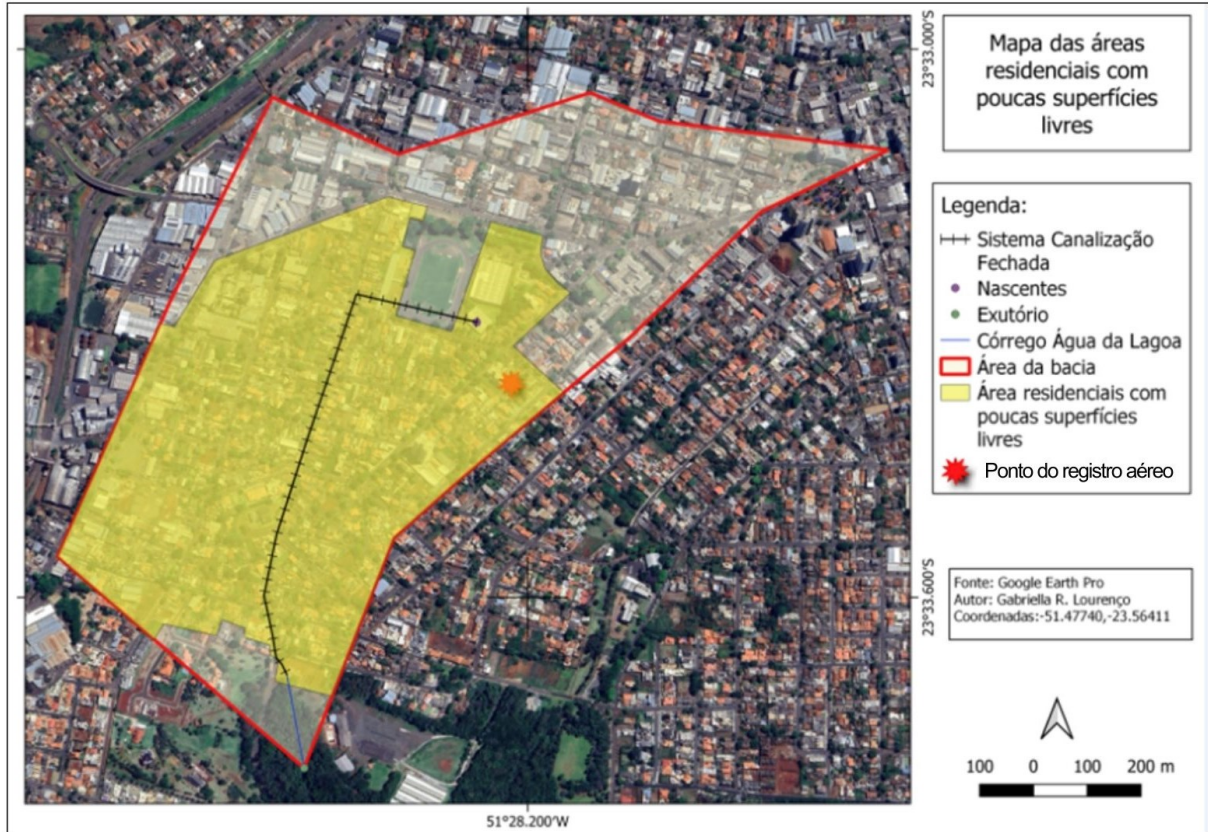 Mapa das áreas
residenciais com
poucas superfícies
livres
23°33.000'S
Legenda:
Sistema Canalização
Fechada
Nascentes
Exutório
Córrego Água da Lagoa
Área da bacia
Área residenciais com
poucas superfícies
livres
Ponto do registro aéreo
23°33.600'S
Fonte: Google Earth Pro
Autor: Gabriella R. Lourenço
Coordenadas:-51.47740,-23.56411
100 0 100 200 m
51°28.200'W